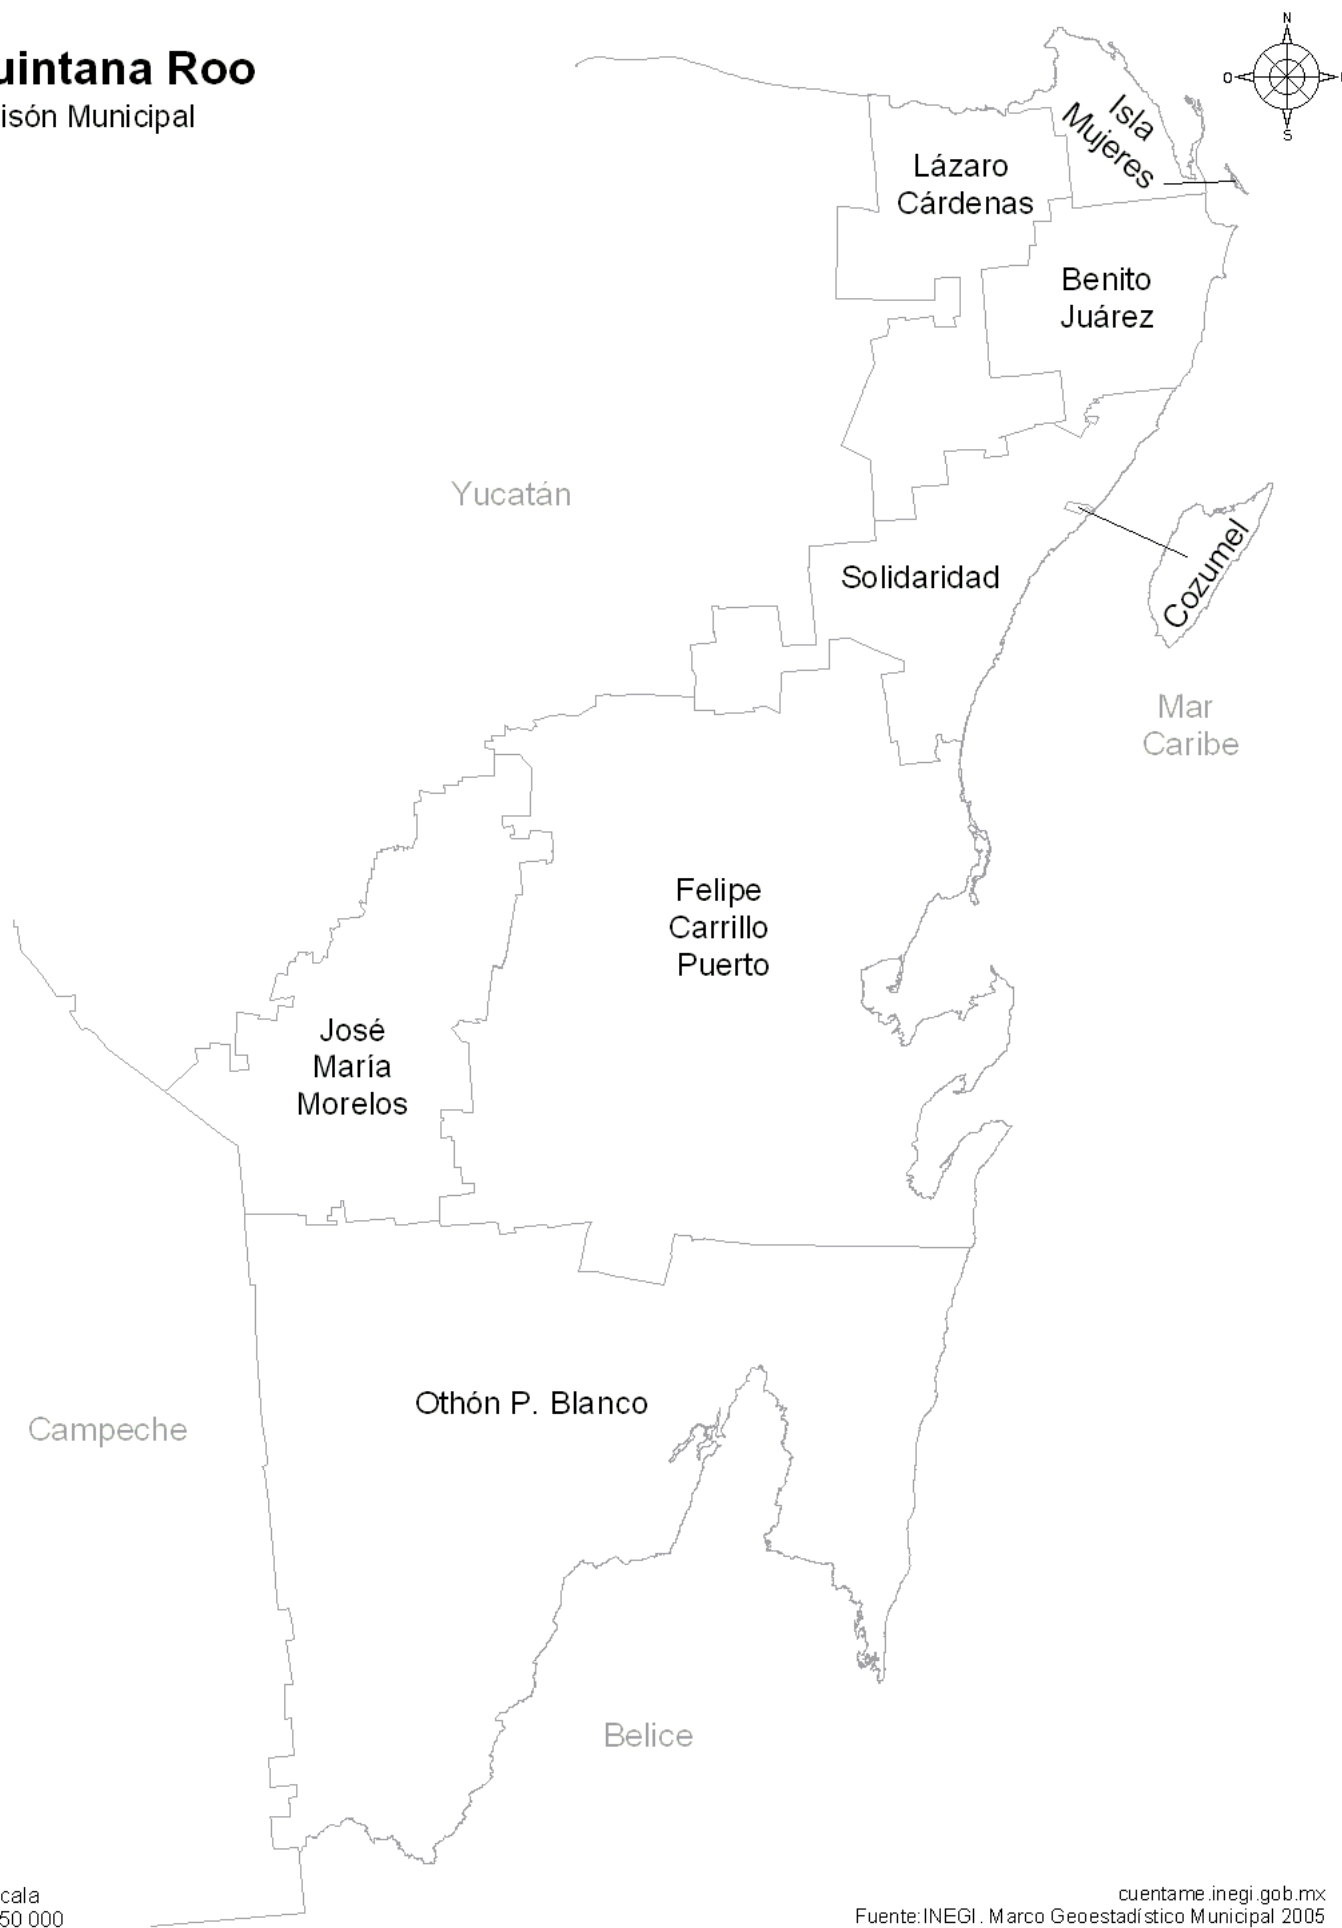 uintana Roo
isón Municipal
N
O
S
Isla
Mujeres
Lázaro
Cárdenas
Benito
Juárez
Yucatán
Solidaridad
Cozumel
Mar
Caribe
Felipe
Carrillo
Puerto
José
María
Morelos
Othón P. Blanco
Campeche
Belice
cala
50 000
cuentame.inegi.gob.mx
Fuente:INEGI. Marco Geoestadístico Municipal 2005